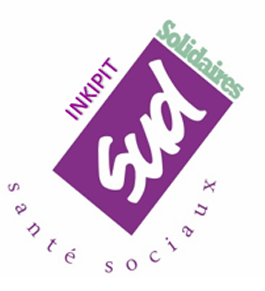 Solidaires
INKIPIT
Sud
santé sociaux